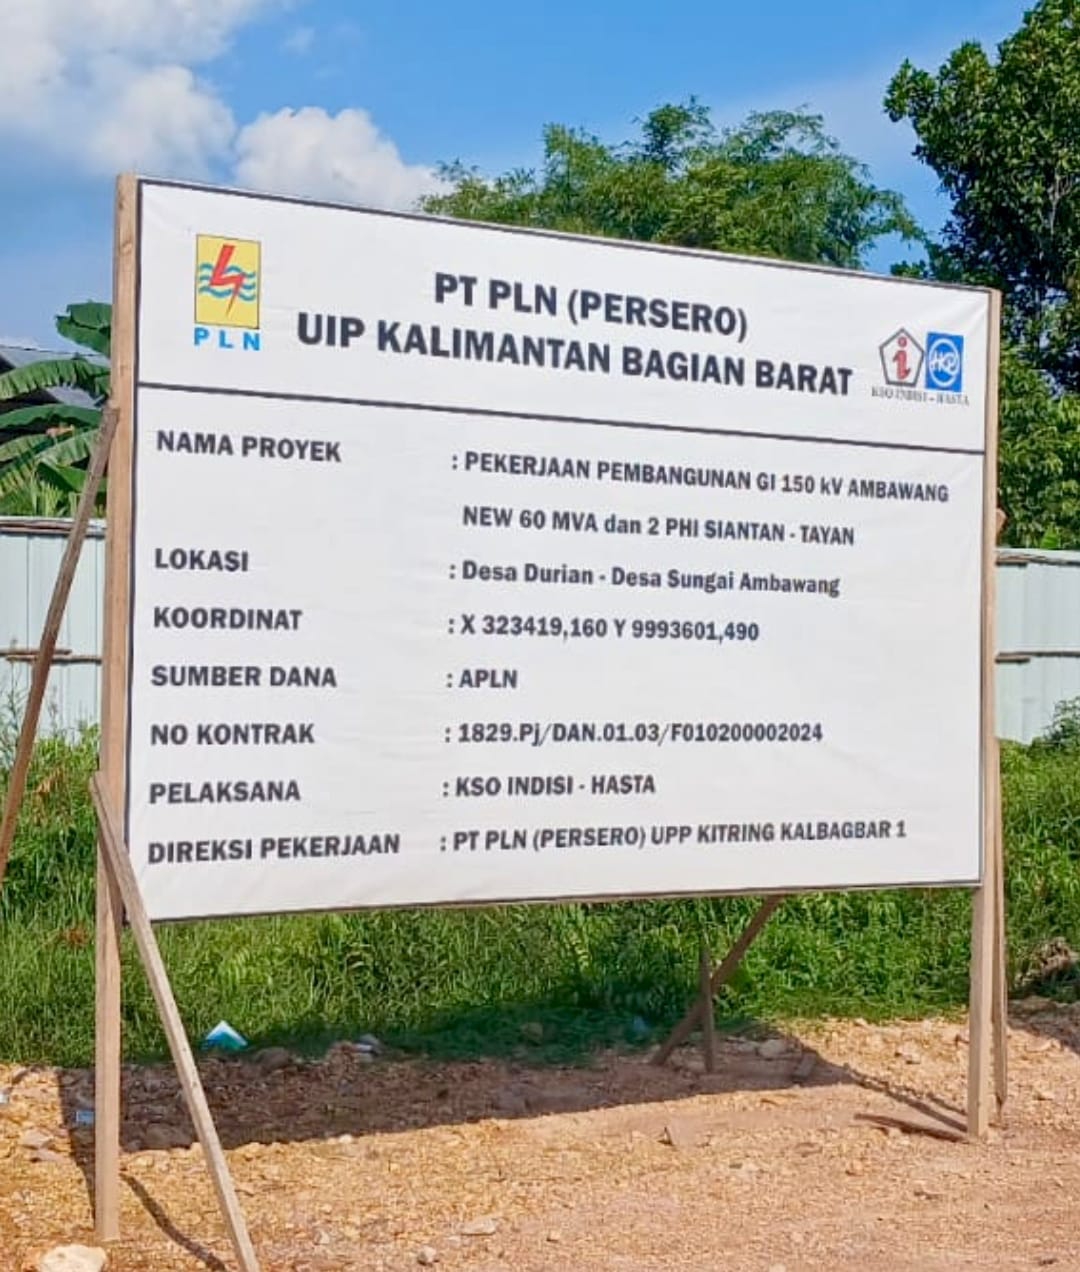 PLN
PT PLN (PERSERO)
UIP KALIMANTAN BAGIAN BARAT
KSO INDISI - HASTA
NAMA PROYEK : PEKERJAAN PEMBANGUNAN GI 150 kV AMBAWANG
NEW 60 MVA dan 2 PHI SIANTAN - TAYAN
LOKASI : Desa Durian - Desa Sungai Ambawang
KOORDINAT : X 323419,160 Y 9993601,490
SUMBER DANA : APLN
NO KONTRAK : 1829.Pj/DAN.01.03/F010200002024
PELAKSANA : KSO INDISI - HASTA
DIREKSI PEKERJAAN : PT PLN (PERSERO) UPP KITRING KALBAGBAR 1